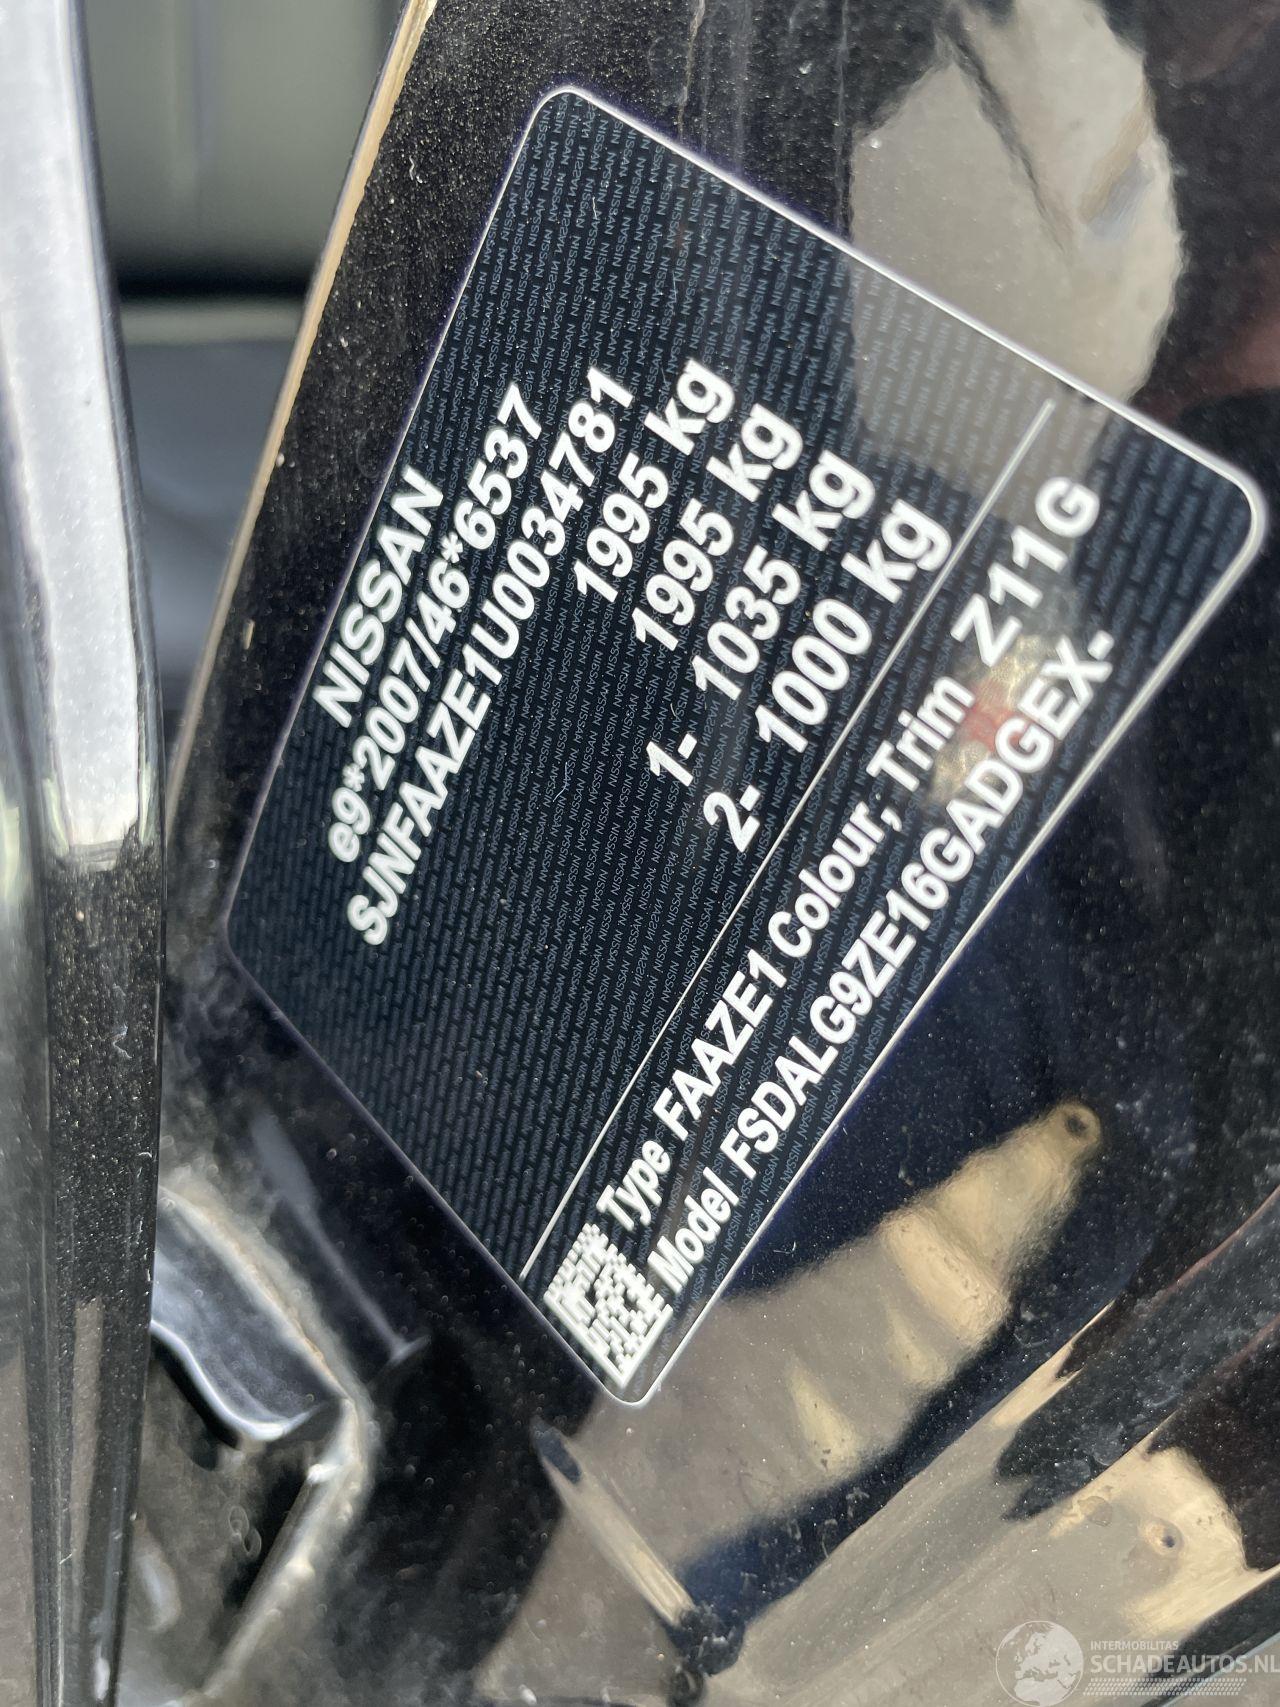 NISSAN
e9*2007/46*6537
SJNFAAZE1U0034781
1995 kg
1995 kg
1- 1035 kg
2- 1000 kg
Type FAAZE1 Colour, Trim Z11 G
Model FSDALG9ZE16GADGEX-
INTERMOBILITAS
SCHADEAUTOS.NL